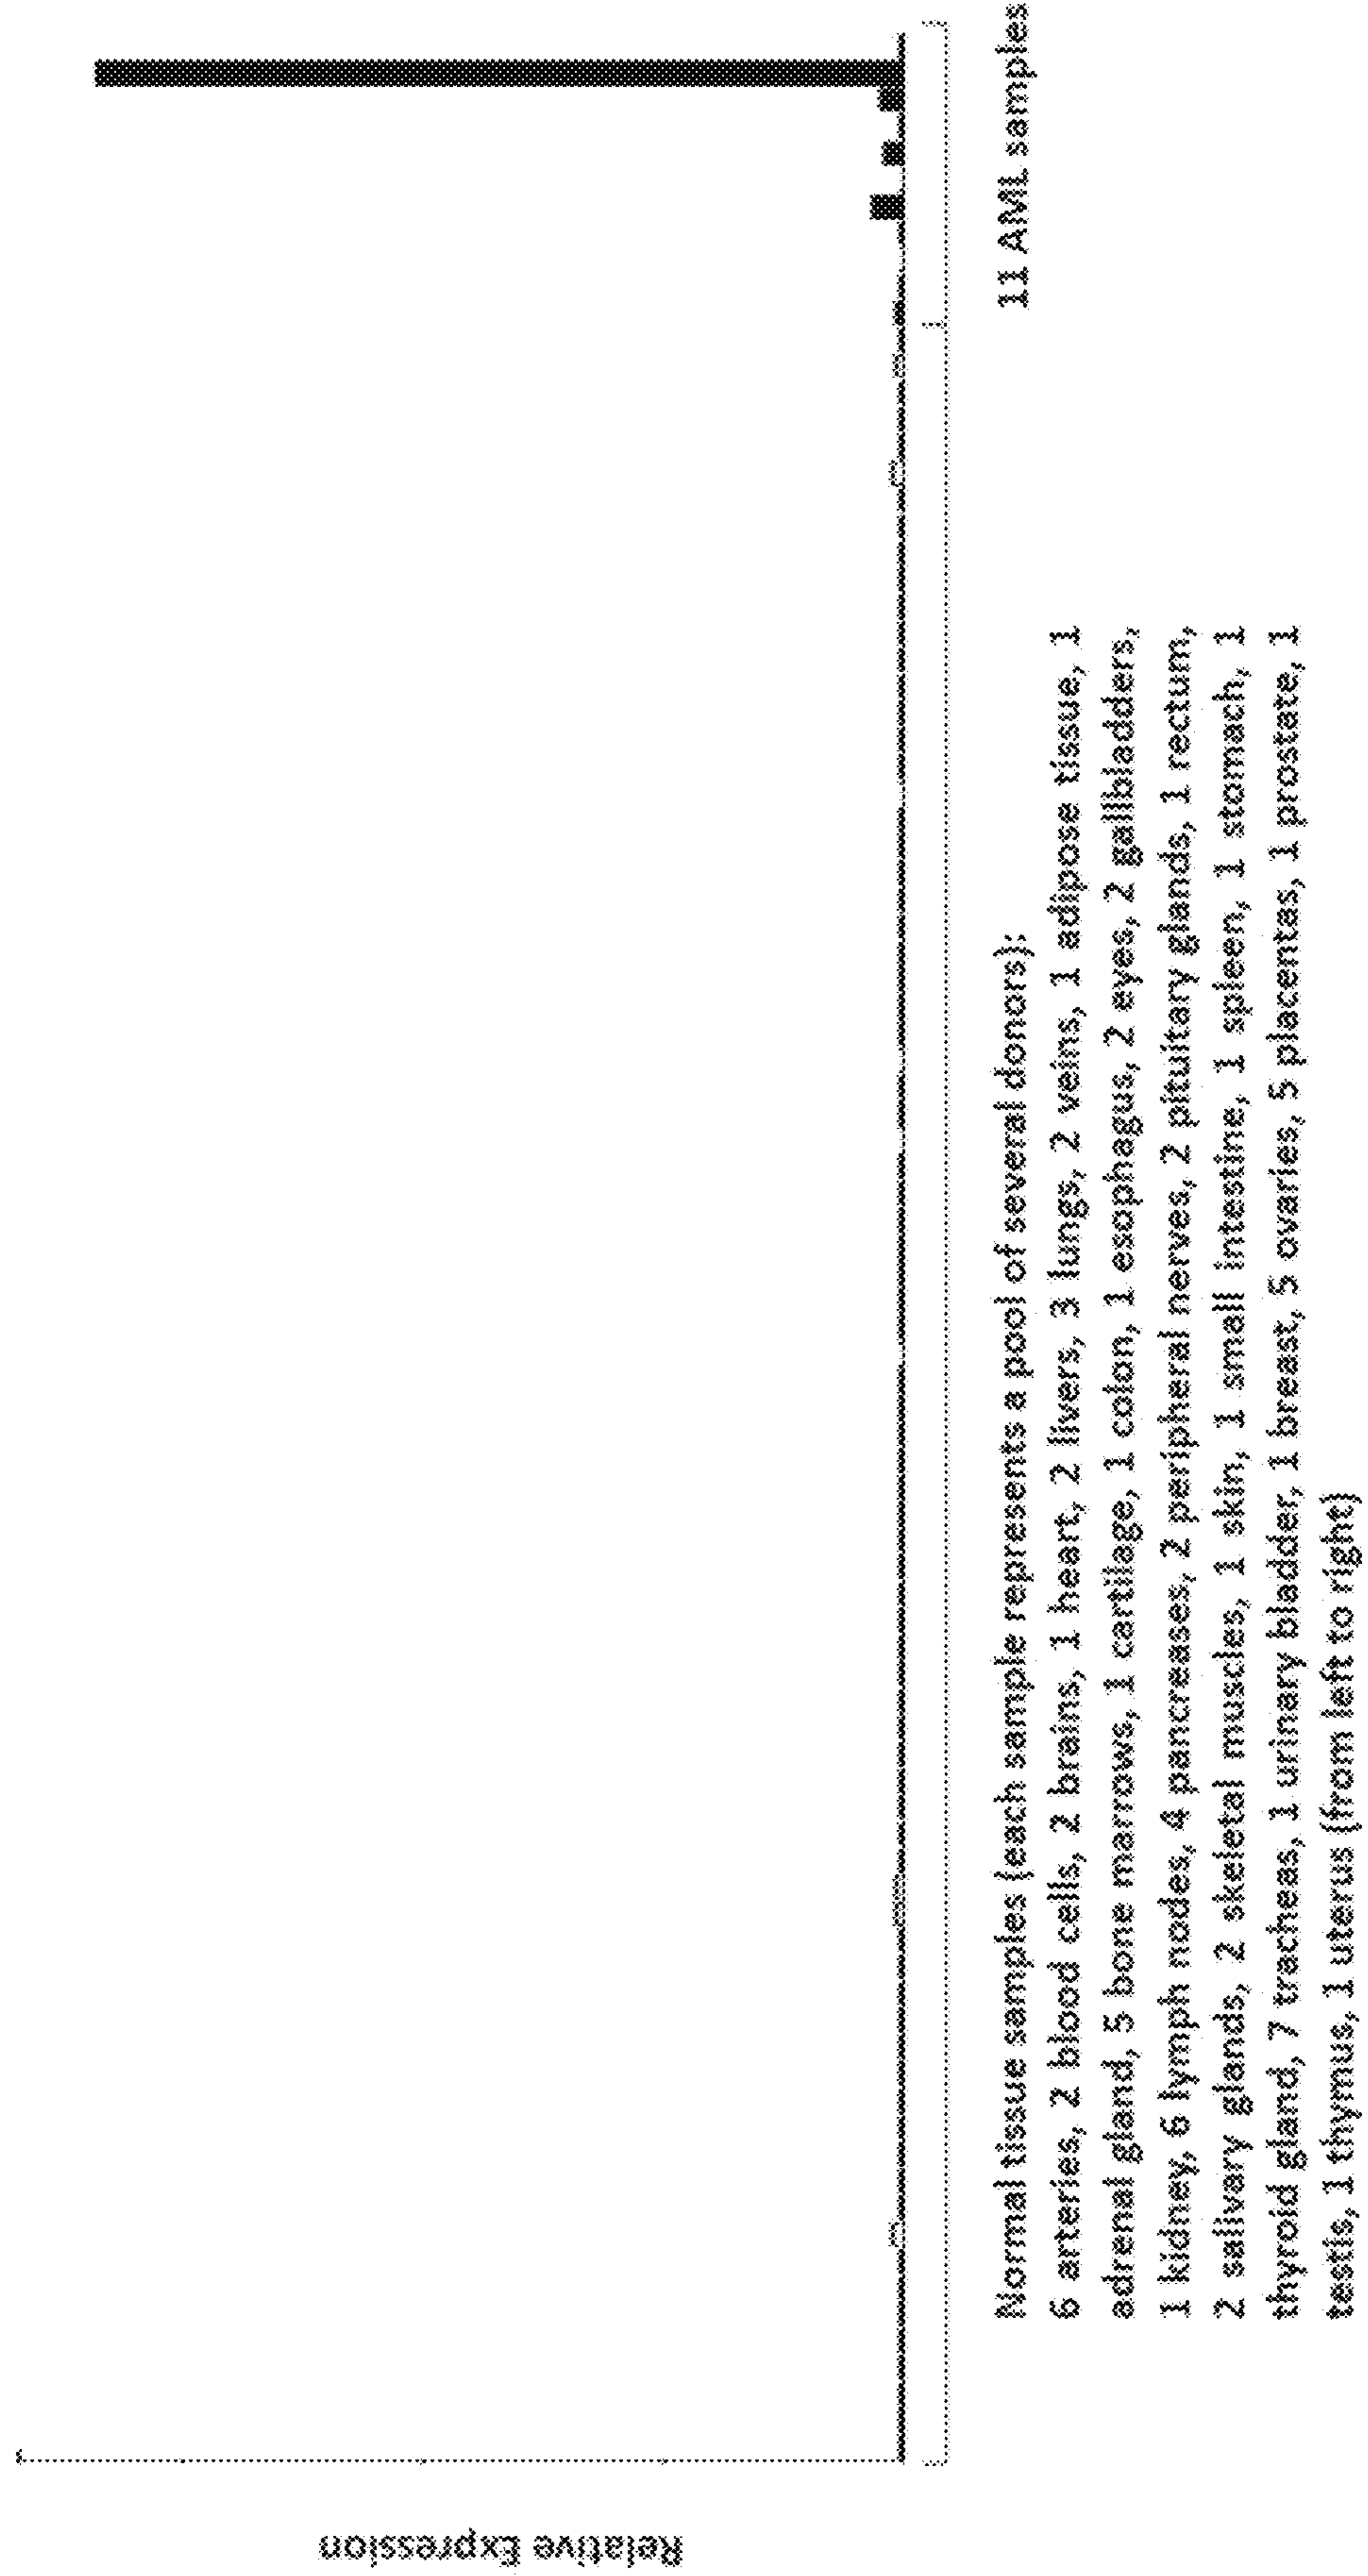 Relative Expression
Normal tissue samples (each sample represents a pool of several donors):
6 arteries, 2 blood cells, 2 brains, 1 heart, 2 livers, 3 lungs, 2 veins, 1 adipose tissue, 1
adrenal gland, 5 bone marrows, 1 cartilage, 1 colon, 1 esophagus, 2 eyes, 2 gallbladders,
1 kidney, 6 lymph nodes, 4 pancreases, 2 peripheral nerves, 2 pituitary glands, 1 rectum,
2 salivary glands, 2 skeletal muscles, 1 skin, 1 small intestine, 1 spleen, 1 stomach, 1
thyroid gland, 7 tracheas, 1 urinary bladder, 1 breast, 5 ovaries, 5 placentas, 1 prostate, 1
testis, 1 thymus, 1 uterus (from left to right)
11 AML samples